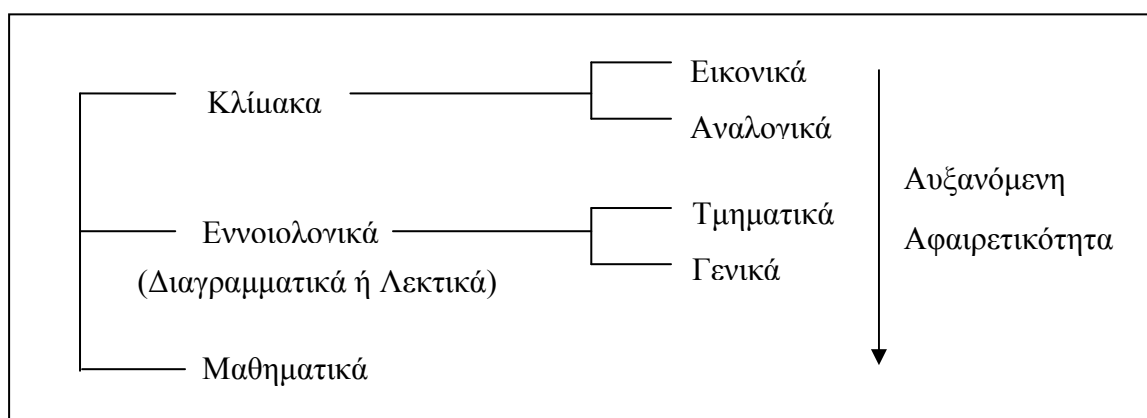 Εικονικά
Κλίμακα
Αναλογικά
Αυξανόμενη
Τμηματικά
Εννοιολογικά
Αφαιρετικότητα
Γενικά
(Διαγραμματικά ή Λεκτικά)
Μαθηματικά